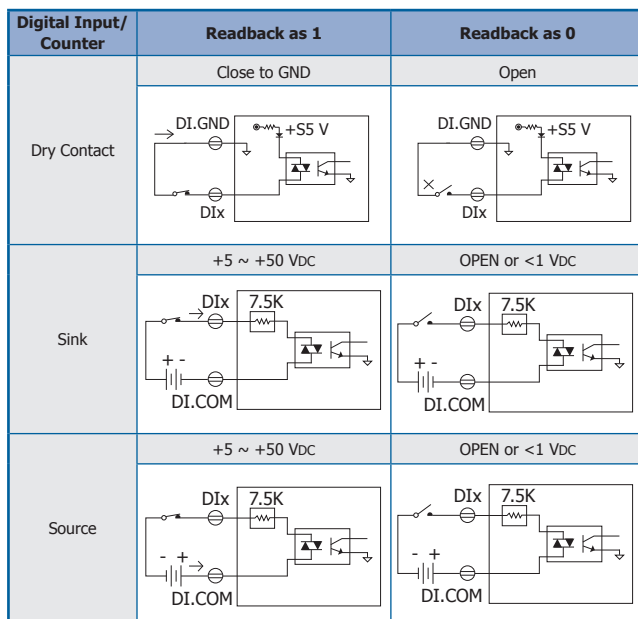 Digital Input/
Counter
Readback as 1
Readback as 0
Dry Contact
Close to GND
Open
DI.GND
+S5 V
DIx
DI.GND
+S5 V
×
DIx
Sink
+5 ~ +50 VDC
OPEN or <1 VDC
DIx
7.5K
+ -
DI.COM
DIx
7.5K
+ -
DI.COM
Source
+5 ~ +50 VDC
OPEN or <1 VDC
DIx
7.5K
- +
DI.COM
DIx
7.5K
- +
DI.COM